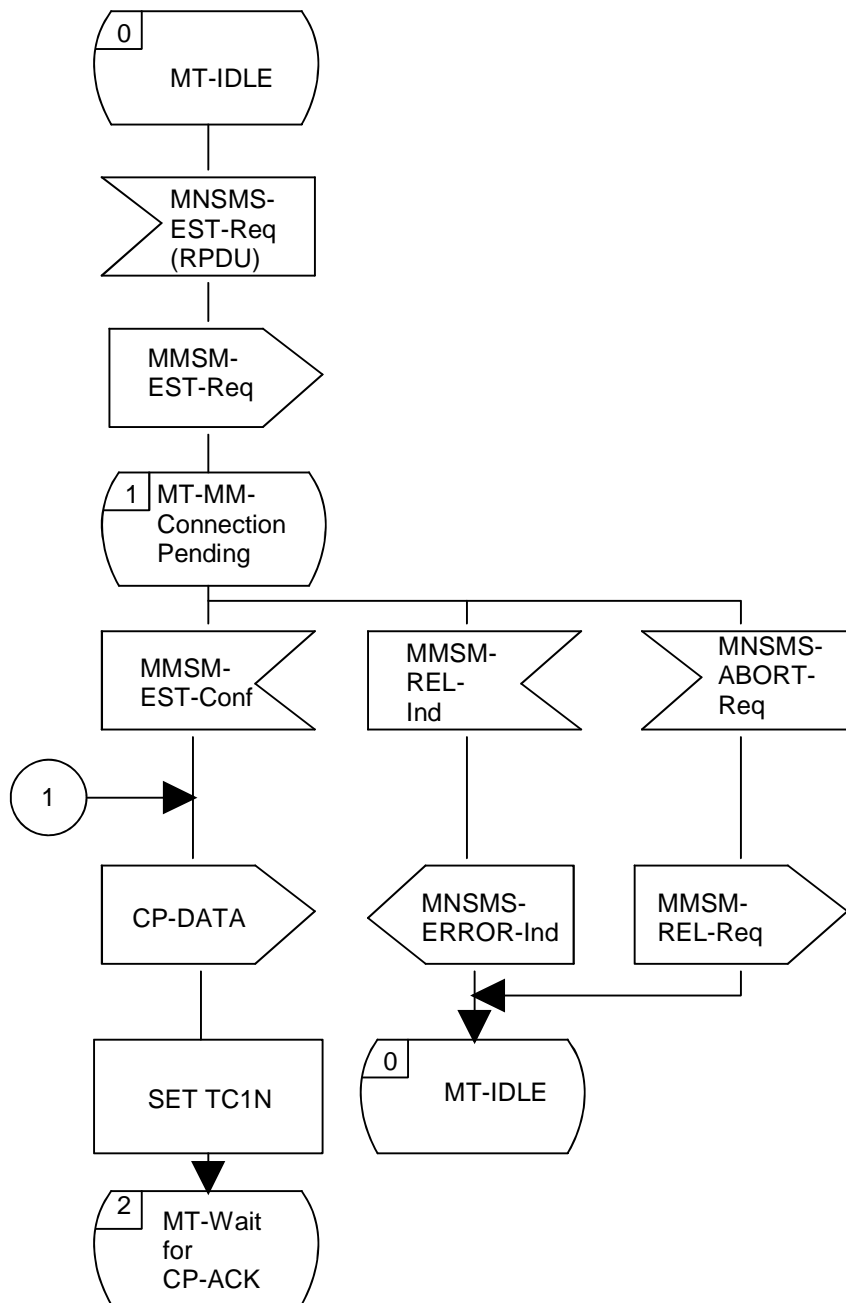 0
MT-IDLE
MNSMS-
EST-Req
(RPDU)
MMSM-
EST-Req
1
MT-MM-
Connection
Pending
MMSM-
EST-Conf
MMSM-
REL-
Ind
MNSMS-
ABORT-
Req
1
CP-DATA
MNSMS-
ERROR-Ind
MMSM-
REL-Req
SET TC1N
0
MT-IDLE
2
MT-Wait
for
CP-ACK